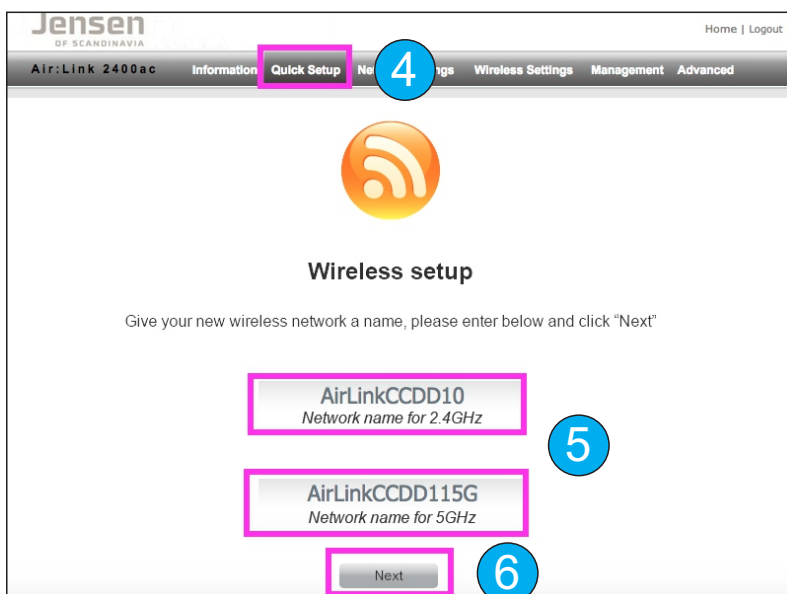 Jensen
OF SCANDINAVIA
Home | Logout
Air:Link 2400ac Information Quick Setup Wireless Settings Management Advanced
4
Wireless setup
Give your new wireless network a name, please enter below and click “Next”
AirLinkCCDD10
Network name for 2.4GHz
5
AirLinkCCDD115G
Network name for 5GHz
Next
6